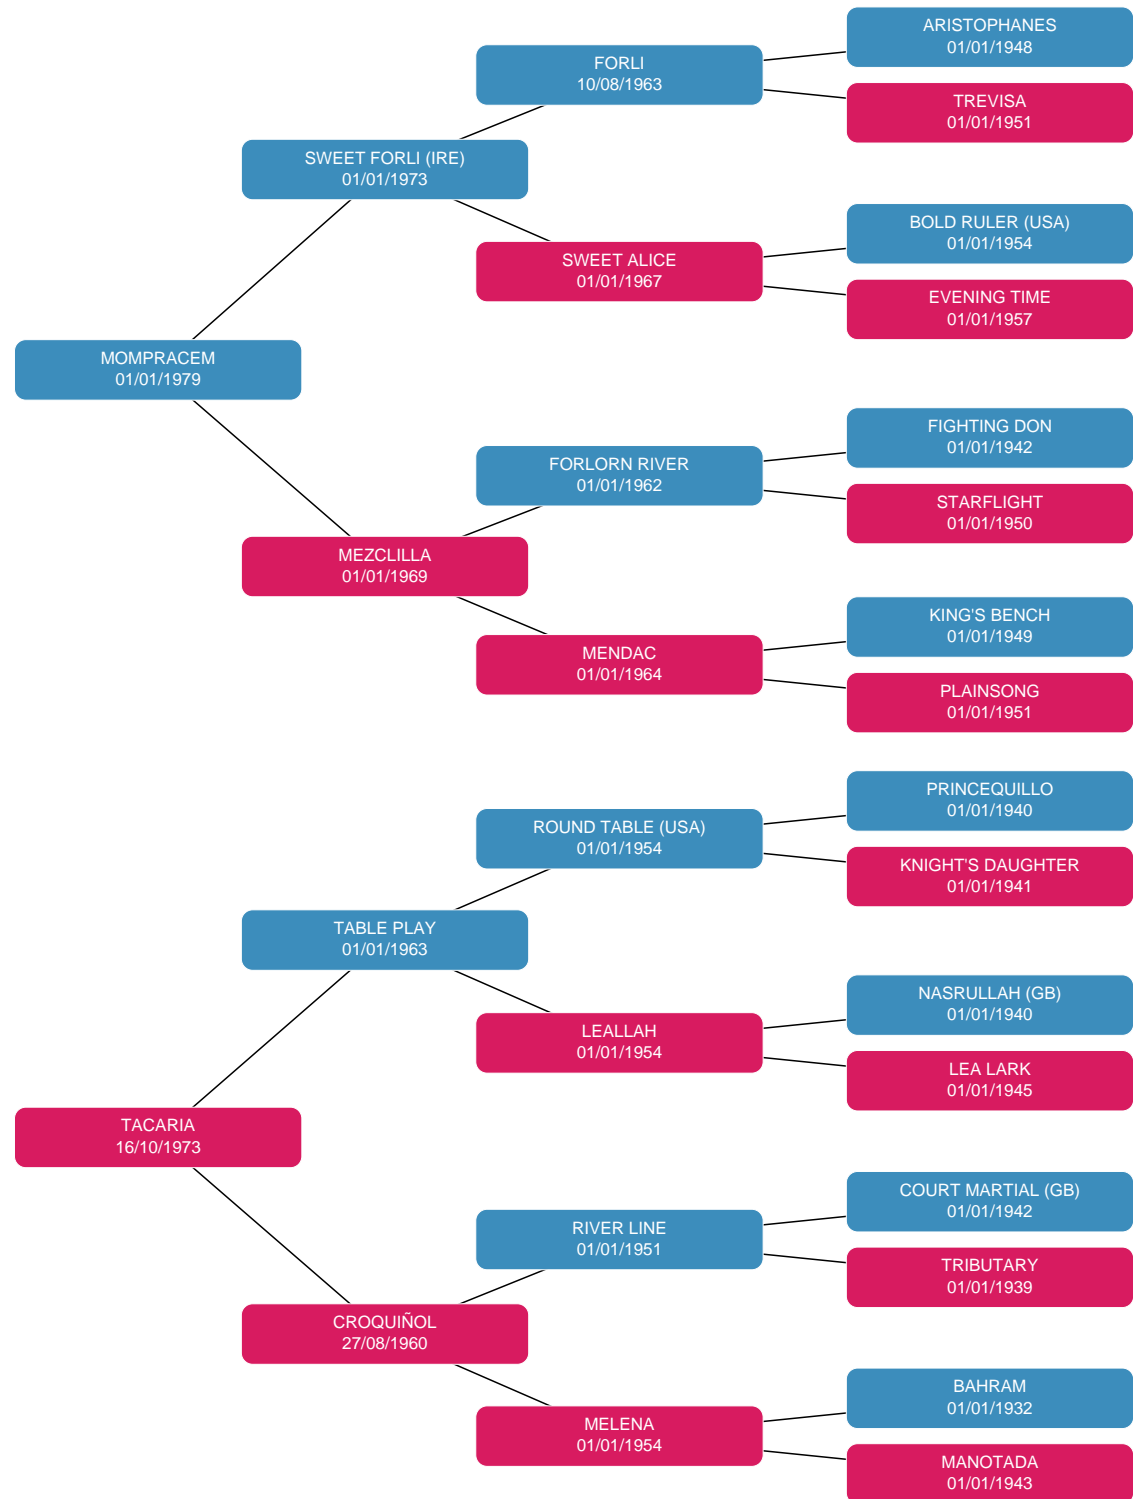 ARISTOPHANES
01/01/1948
FORLI
10/08/1963
TREVISA
01/01/1951
SWEET FORLI (IRE)
01/01/1973
BOLD RULER (USA)
01/01/1954
SWEET ALICE
01/01/1967
EVENING TIME
01/01/1957
MOMPRACEM
01/01/1979
FIGHTING DON
01/01/1942
FORLORN RIVER
01/01/1962
STARFLIGHT
01/01/1950
MEZCLILLA
01/01/1969
KING'S BENCH
01/01/1949
MENDAC
01/01/1964
PLAINSONG
01/01/1951
PRINCEQUILLO
01/01/1940
ROUND TABLE (USA)
01/01/1954
KNIGHT'S DAUGHTER
01/01/1941
TABLE PLAY
01/01/1963
NASRULLAH (GB)
01/01/1940
LEALLAH
01/01/1954
LEA LARK
01/01/1945
TACARIA
16/10/1973
COURT MARTIAL (GB)
01/01/1942
RIVER LINE
01/01/1951
TRIBUTARY
01/01/1939
CROQUIÑOL
27/08/1960
BAHRAM
01/01/1932
MELENA
01/01/1954
MANOTADA
01/01/1943